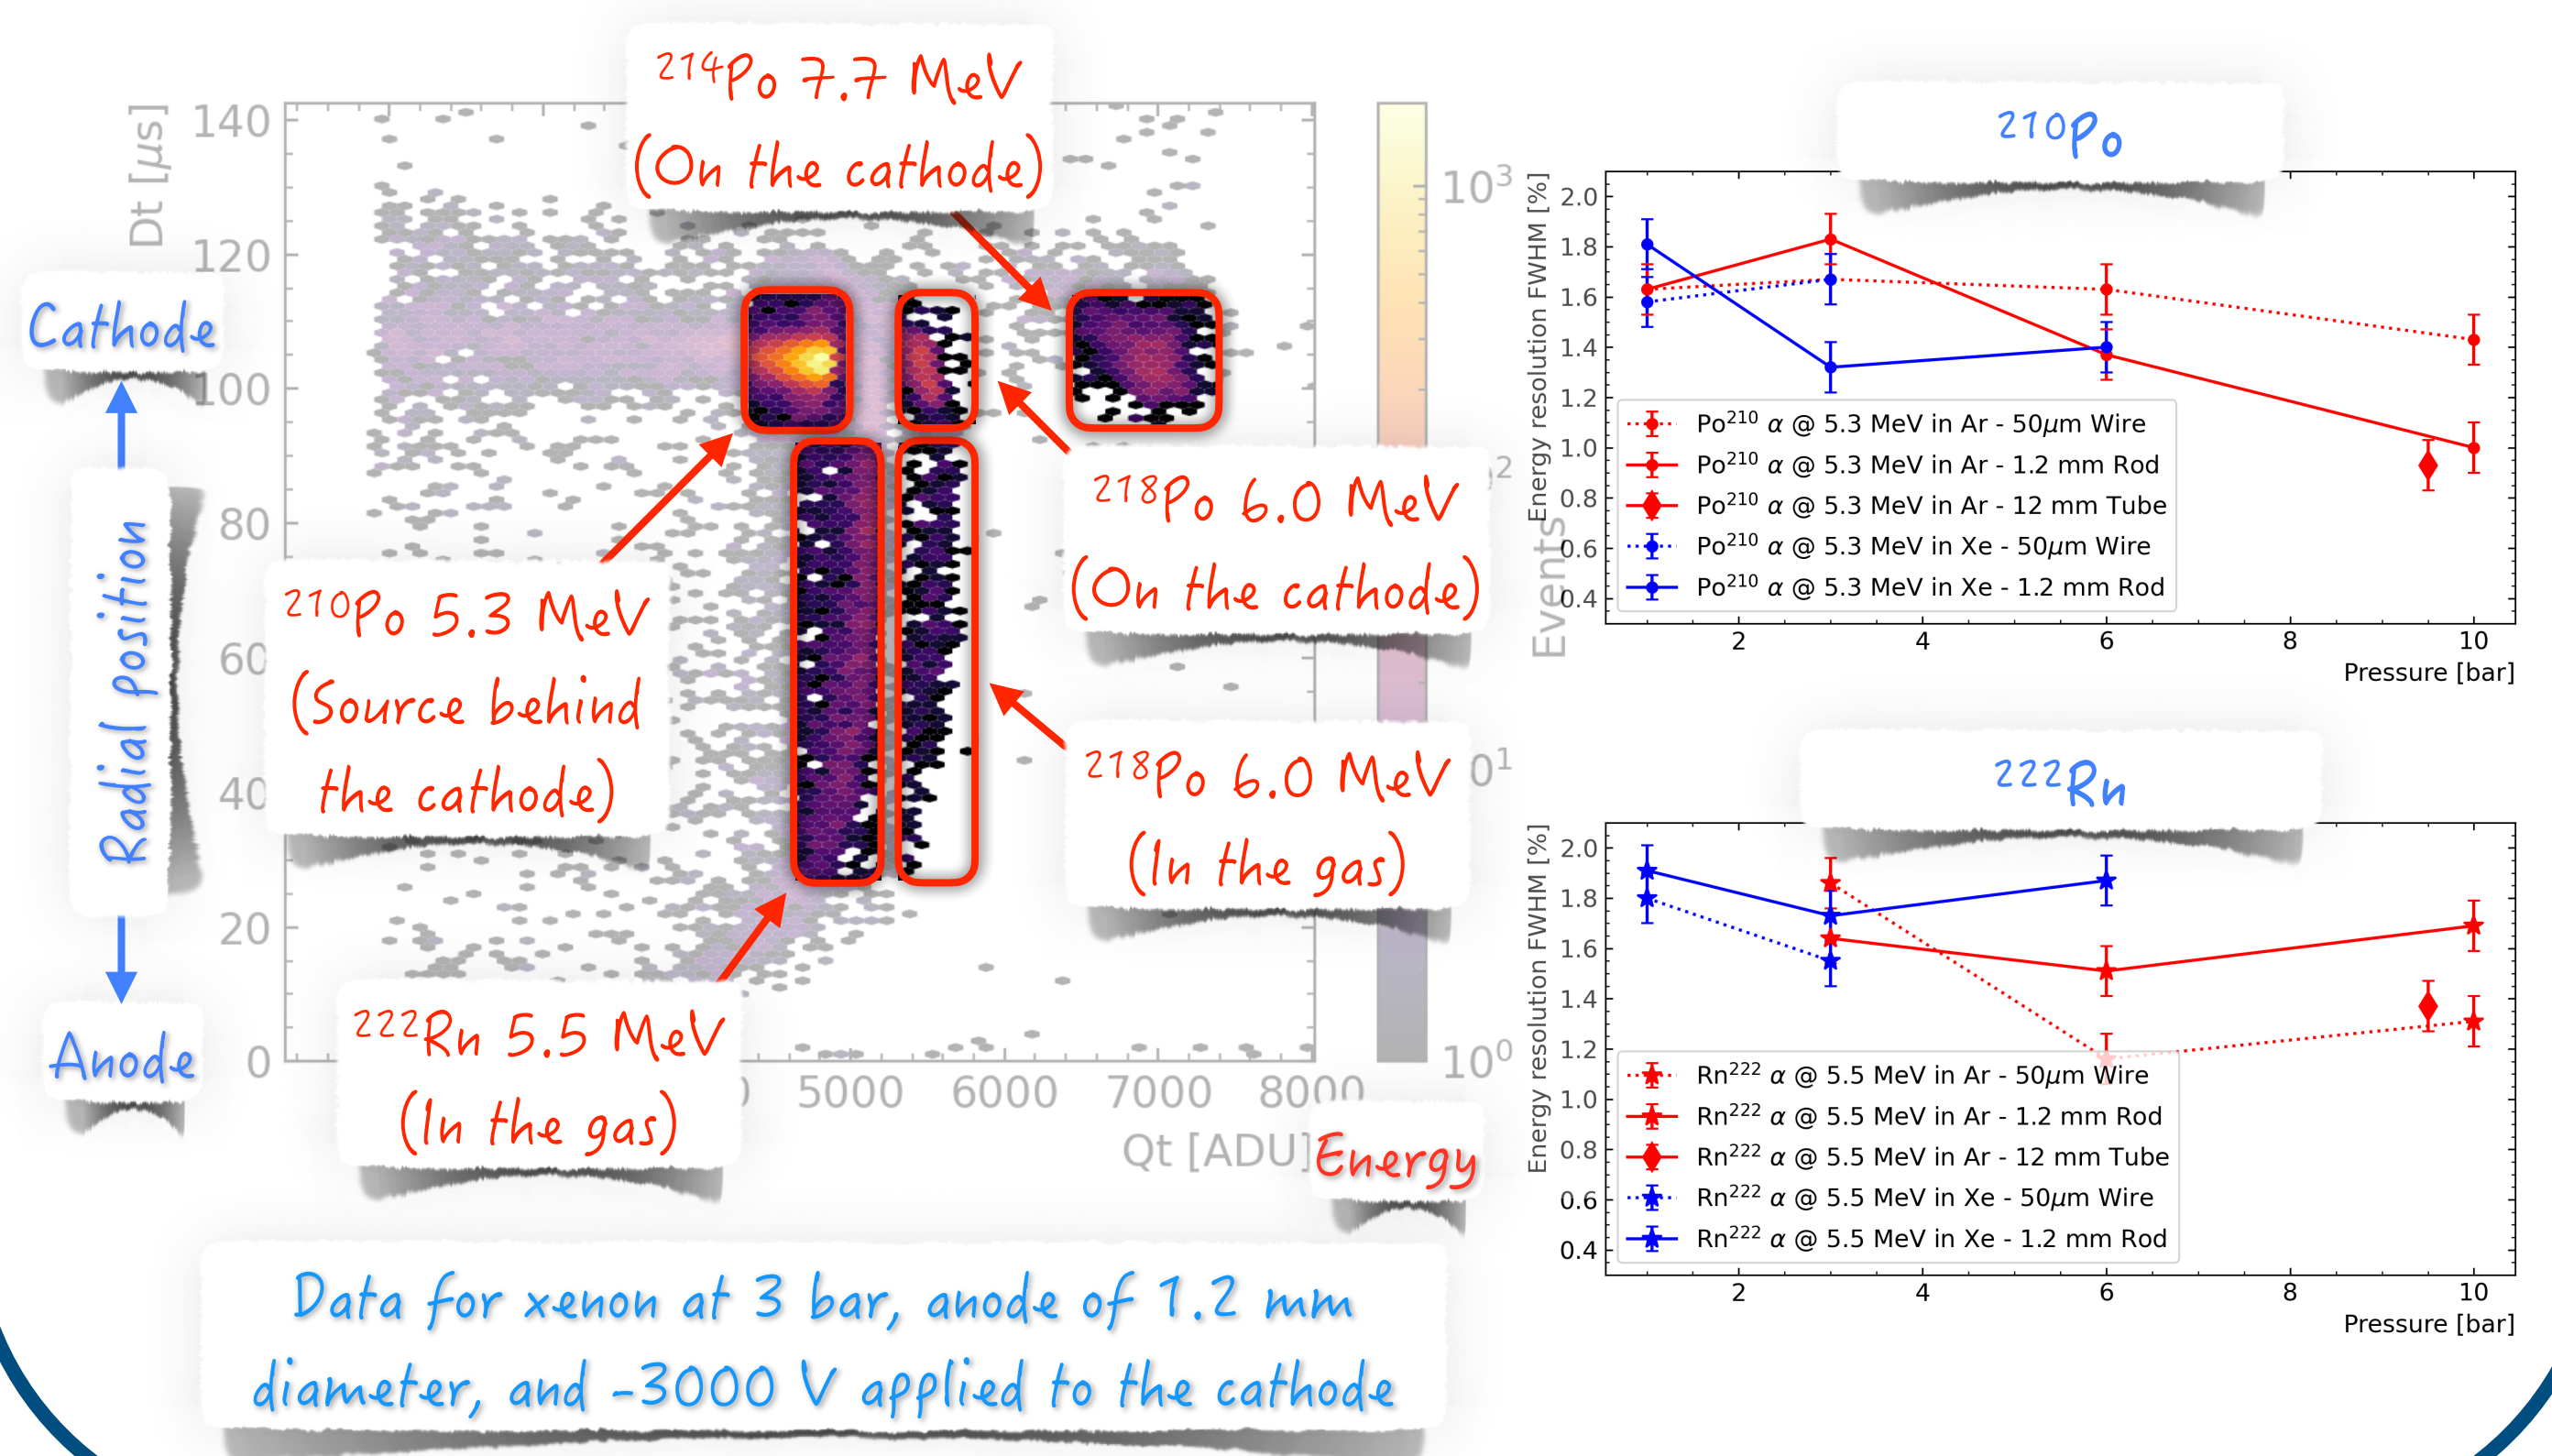 ²¹⁴Po 7.7 MeV
(On the cathode)
Dt [μs]
140
120
100
80
60
40
20
0
Cathode
Radial position
Anode
²¹⁰Po 5.3 MeV
(Source behind
the cathode)
²¹⁸Po 6.0 MeV
(On the cathode)
²¹⁸Po 6.0 MeV
(In the gas)
²²²Rn 5.5 MeV
(In the gas)
5000 6000 7000 8000
Qt [ADU]
Energy
10³
10⁰
Events
Data for xenon at 3 bar, anode of 1.2 mm
diameter, and -3000 V applied to the cathode
²¹⁰Po
Energy resolution FWHM [%]
2.0
1.8
1.6
1.4
1.2
1.0
0.8
0.6
0.4
Po²¹⁰ α @ 5.3 MeV in Ar - 50μm Wire
Po²¹⁰ α @ 5.3 MeV in Ar - 1.2 mm Rod
Po²¹⁰ α @ 5.3 MeV in Ar - 12 mm Tube
Po²¹⁰ α @ 5.3 MeV in Xe - 50μm Wire
Po²¹⁰ α @ 5.3 MeV in Xe - 1.2 mm Rod
2 4 6 8 10
Pressure [bar]
²²²Rn
Energy resolution FWHM [%]
2.0
1.8
1.6
1.4
1.2
1.0
0.8
0.6
0.4
Rn²²² α @ 5.5 MeV in Ar - 50μm Wire
Rn²²² α @ 5.5 MeV in Ar - 1.2 mm Rod
Rn²²² α @ 5.5 MeV in Ar - 12 mm Tube
Rn²²² α @ 5.5 MeV in Xe - 50μm Wire
Rn²²² α @ 5.5 MeV in Xe - 1.2 mm Rod
2 4 6 8 10
Pressure [bar]